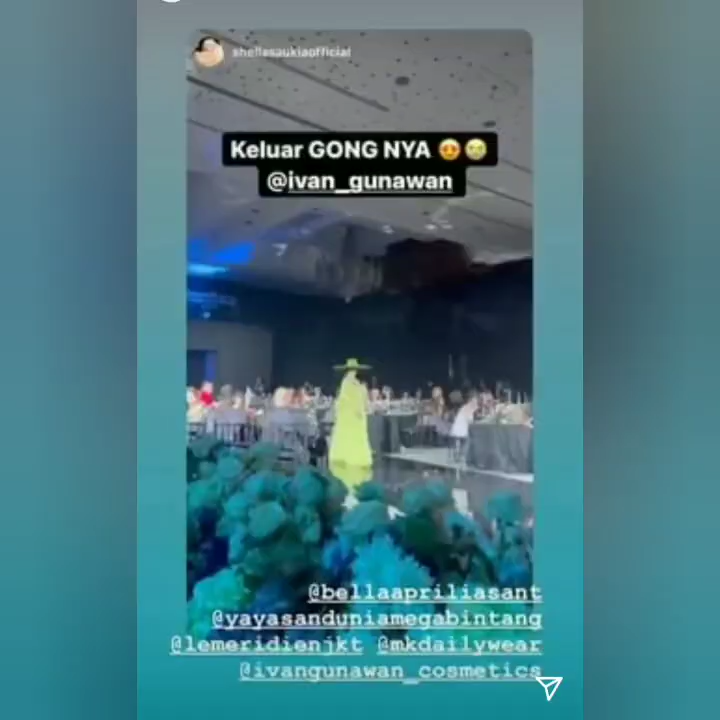 shellasaukiaofficial
Keluar GONG NYA 😍😭
@ivan_gunawan
@bellaapriliasant
@yayasanduniamegabintang
@lemeridienjkt @mkdailywear
@ivangunawan_cosmetics